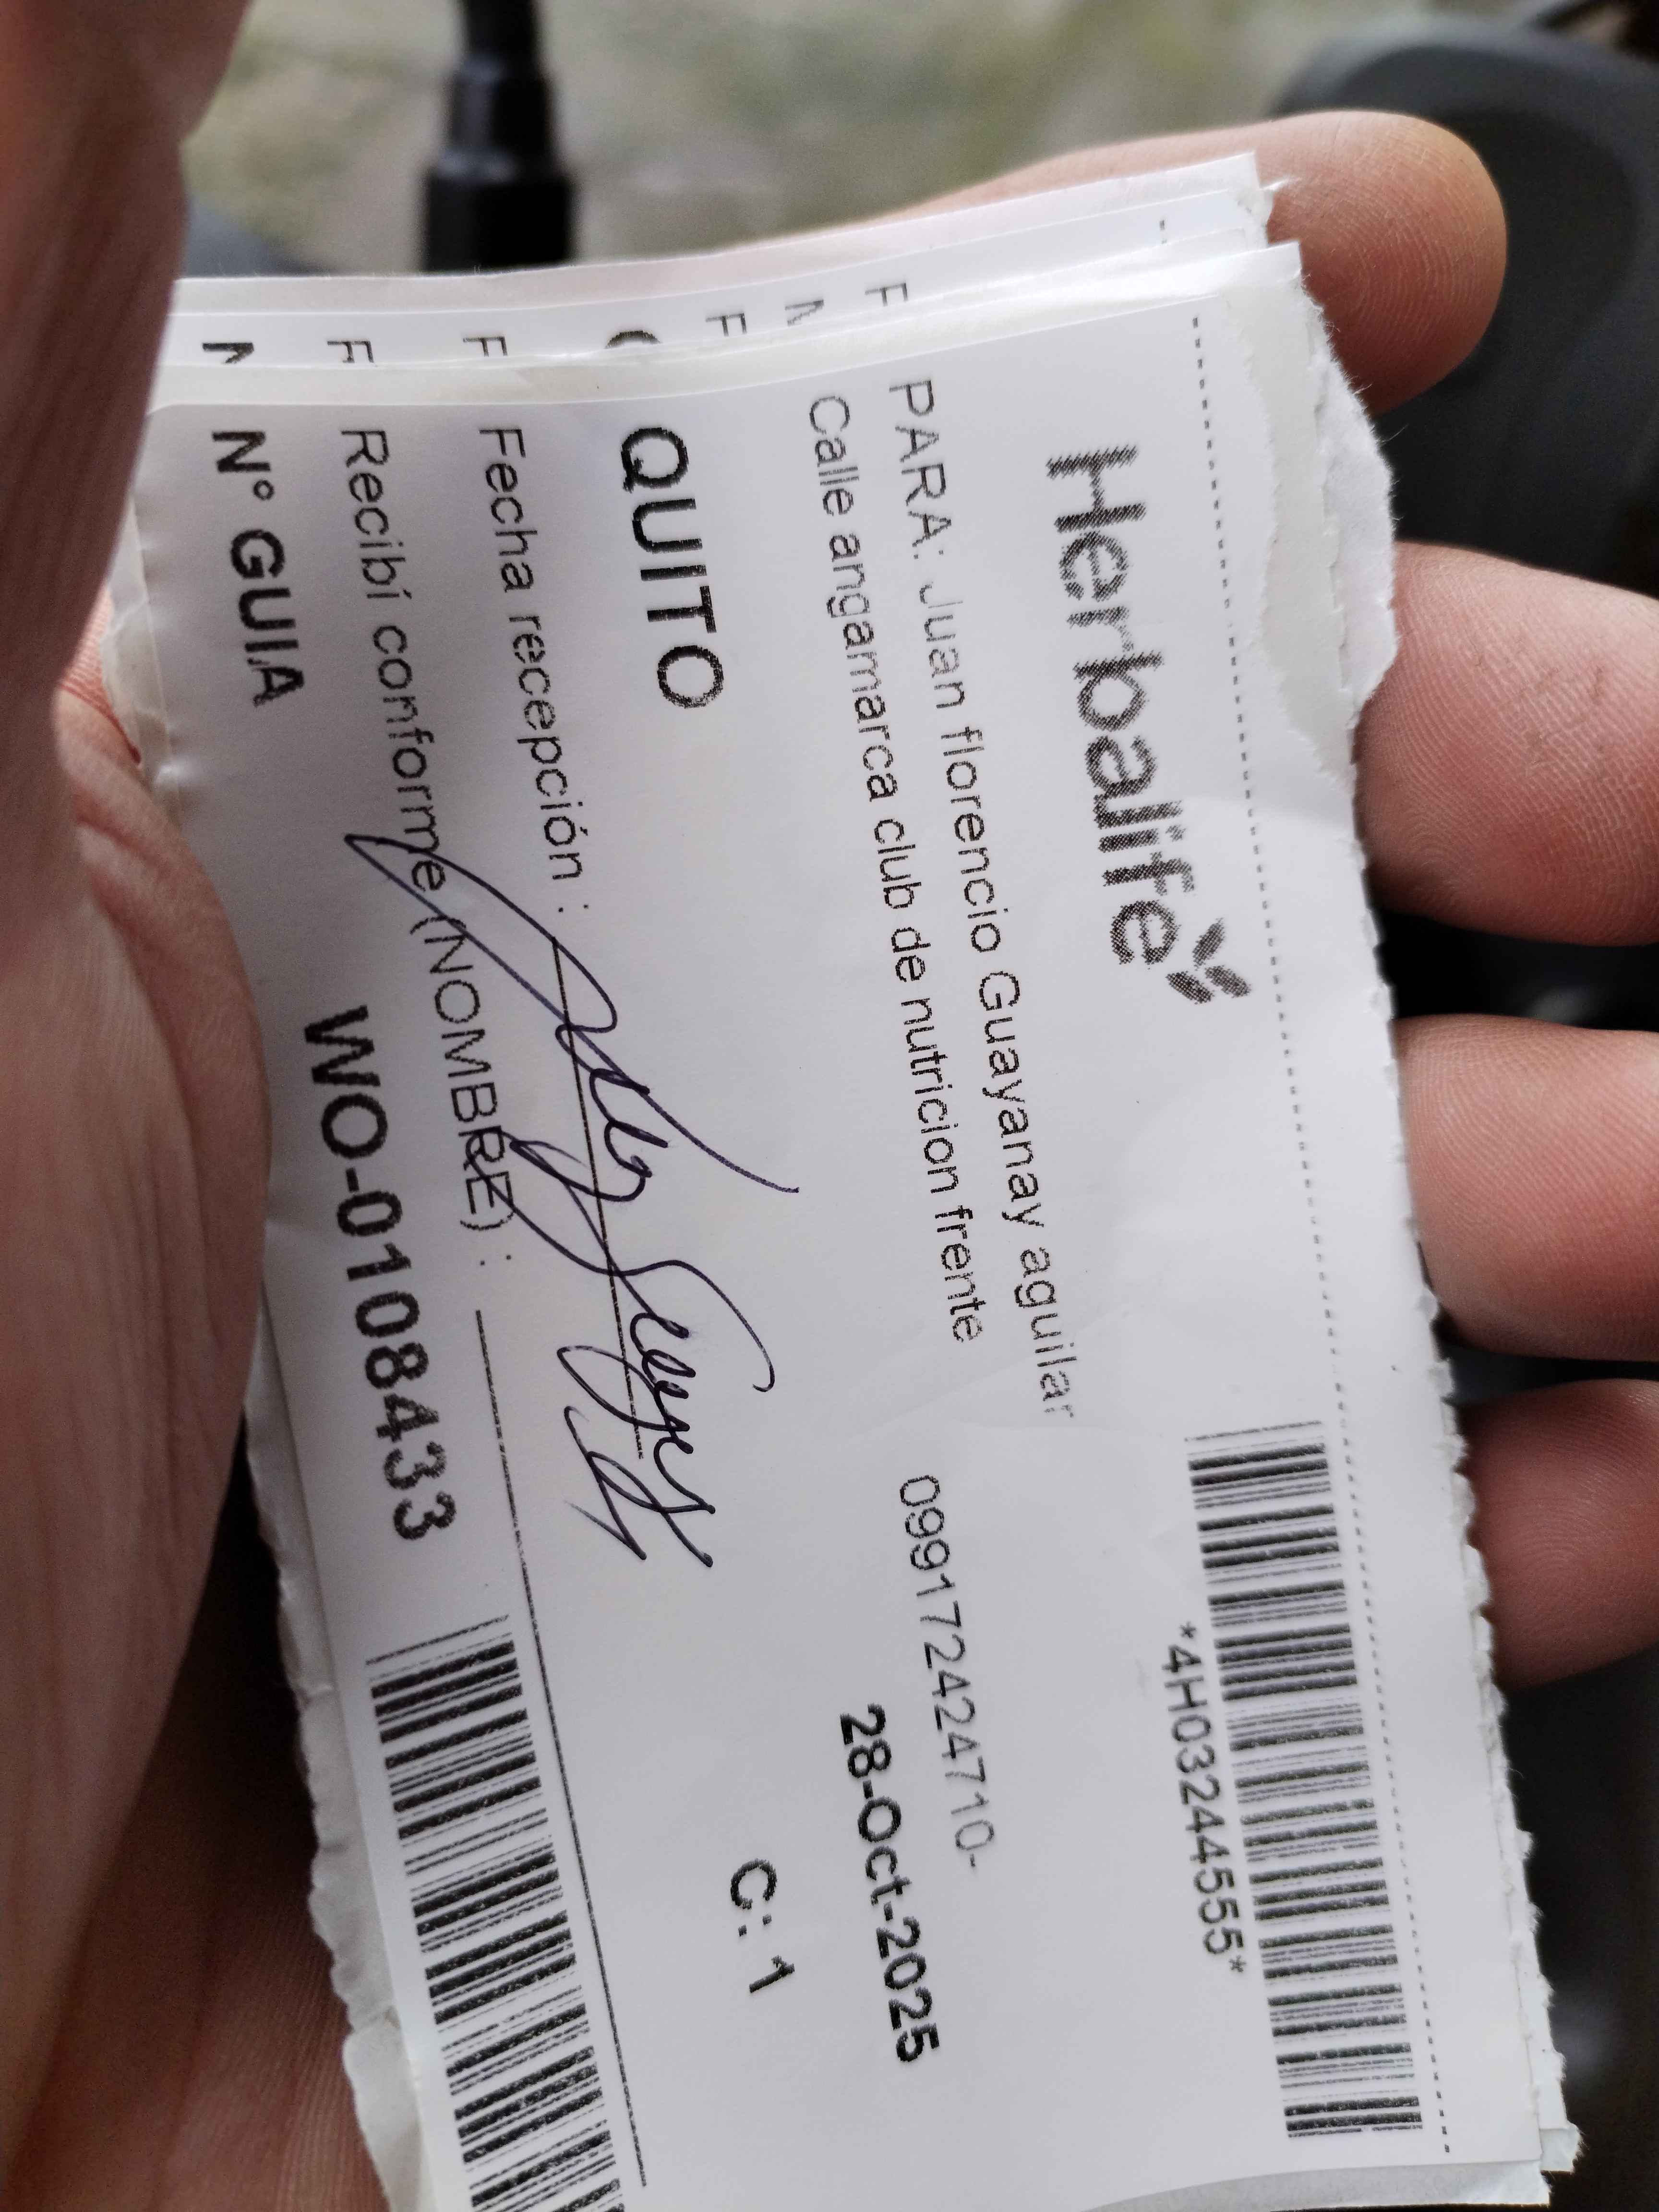 Herbalife
*4H03244555*
PARA: Juan florencio Guayanay aguilar
099172424710-
Calle angamarca club de nutricion frente
28-Oct-2025
QUITO
C: 1
Fecha recepción :
Recibí conforme (NOMBRE) :
N° GUIA WO-0108433
F
N
F
F
F